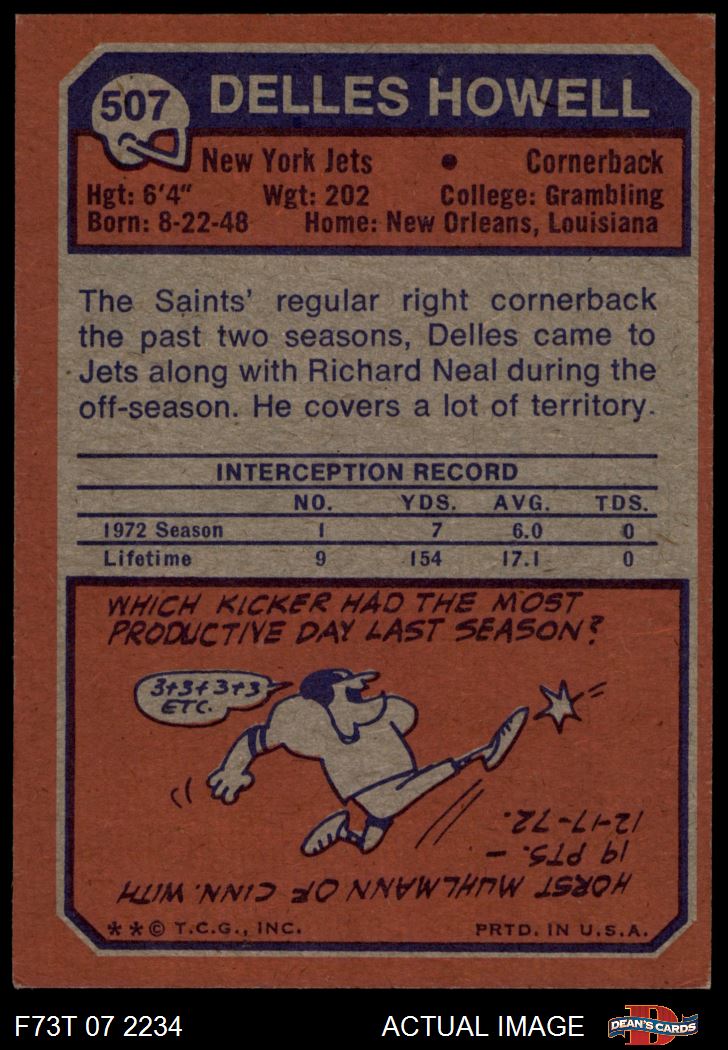 507
DELLES HOWELL
New York Jets • Cornerback
Hgt: 6'4" Wgt: 202 College: Grambling
Born: 8-22-48 Home: New Orleans, Louisiana
The Saints' regular right cornerback
the past two seasons, Delles came to
Jets along with Richard Neal during the
off-season. He covers a lot of territory.
INTERCEPTION RECORD
NO. YDS. AVG. TDS.
1972 Season 1 7 6.0 0
Lifetime 9 154 17.1 0
WHICH KICKER HAD THE MOST
PRODUCTIVE DAY LAST SEASON?
3+3+3+3
ETC.
HORST MUHLMANN OF CINN. WITH
19 PTS. –
12-17-72.
**© T.C.G., INC. PRTD. IN U.S.A.
F73T 07 2234 ACTUAL IMAGE
D
DEAN'S CARDS